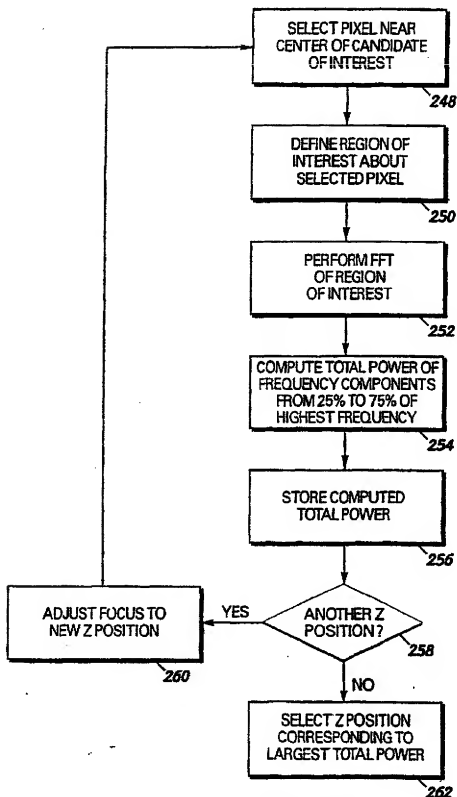 SELECT PIXEL NEAR
CENTER OF CANDIDATE
OF INTEREST
248
DEFINE REGION OF
INTEREST ABOUT
SELECTED PIXEL
250
PERFORM FFT
OF REGION
OF INTEREST
252
COMPUTE TOTAL POWER OF
FREQUENCY COMPONENTS
FROM 25% TO 75% OF
HIGHEST FREQUENCY
254
STORE COMPUTED
TOTAL POWER
256
ADJUST FOCUS TO
NEW Z POSITION
260
YES
ANOTHER Z
POSITION?
258
NO
SELECT Z POSITION
CORRESPONDING TO
LARGEST TOTAL POWER
262